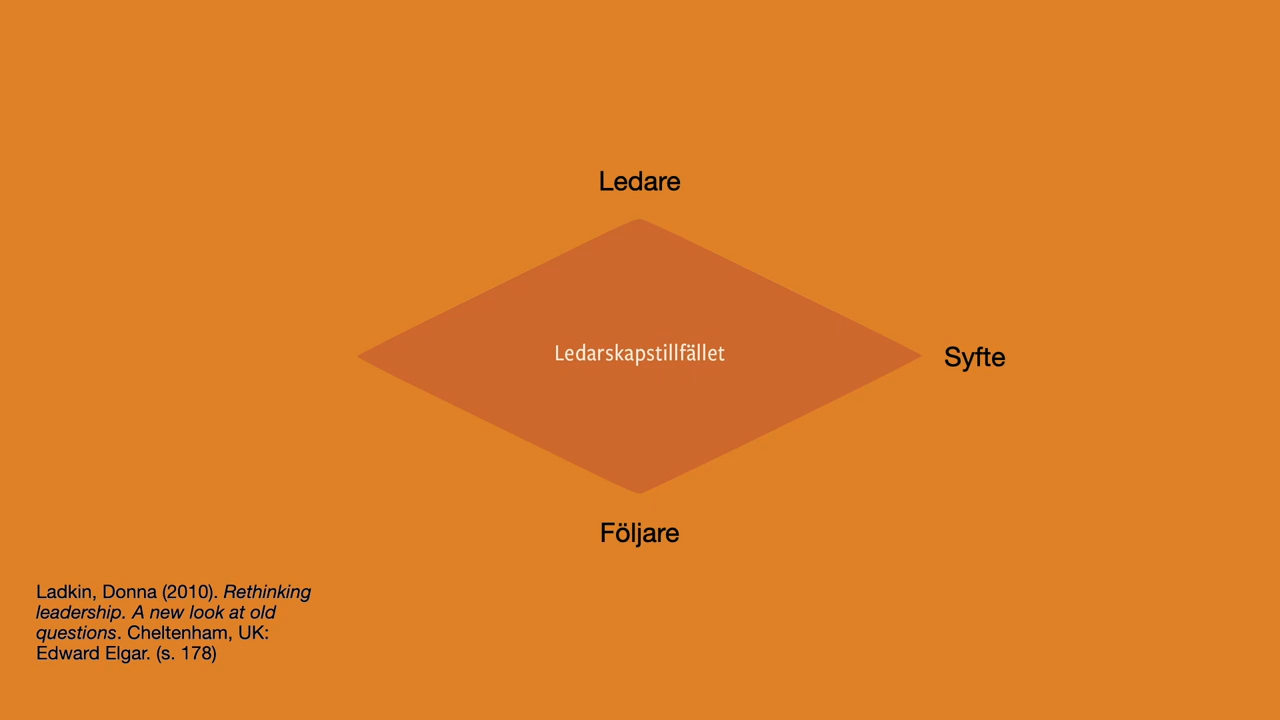 Ledare
Ledarskapstillfället
Syfte
Följare
Ladkin, Donna (2010). Rethinking
leadership. A new look at old
questions. Cheltenham, UK:
Edward Elgar. (s. 178)